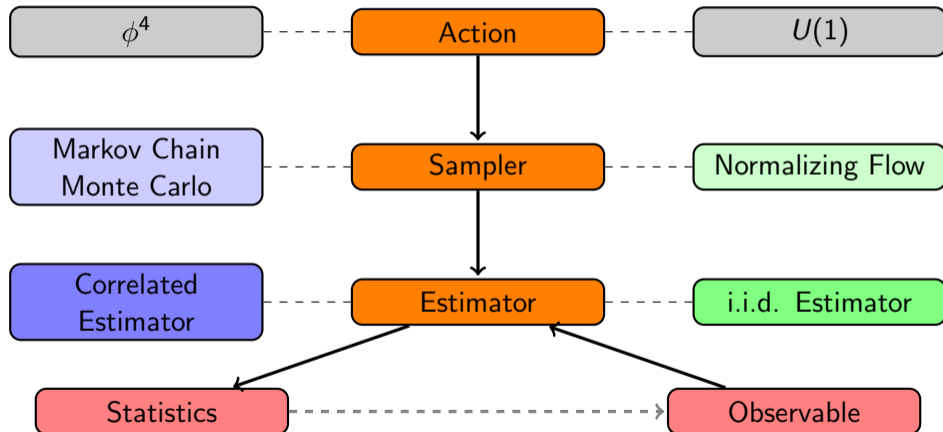 ϕ⁴
Action
U(1)
Markov Chain
Monte Carlo
Sampler
Normalizing Flow
Correlated
Estimator
Estimator
i.i.d. Estimator
Statistics
Observable